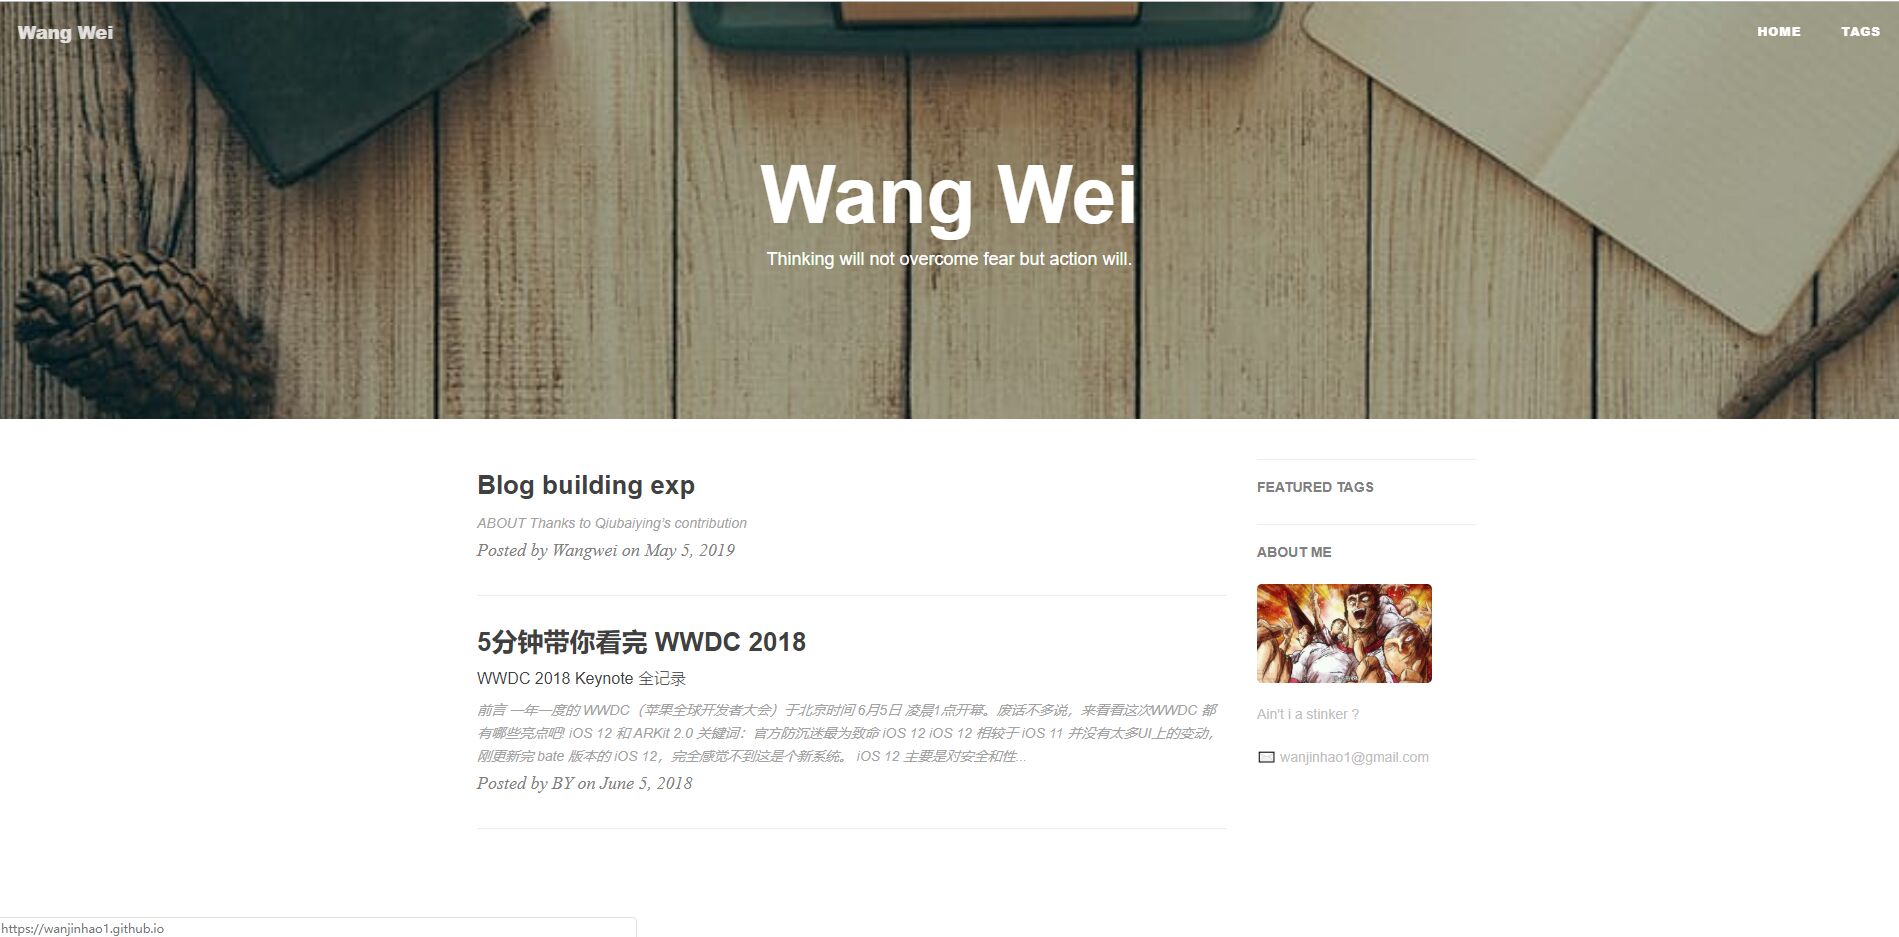 Wang Wei
HOME
TAGS
Wang Wei
Thinking will not overcome fear but action will.
Blog building exp
ABOUT Thanks to Qiubaiying's contribution
Posted by Wangwei on May 5, 2019
5分钟带你看完 WWDC 2018
WWDC 2018 Keynote 全记录
前言 一年一度的 WWDC（苹果全球开发者大会）于北京时间 6月5日 凌晨1点开幕。废话不多说，来看看这次WWDC 都
有哪些亮点吧! iOS 12 和 ARKit 2.0 关键词：官方防沉迷最为致命 iOS 12 iOS 12 相较于 iOS 11 并没有太多UI上的变动，
刚更新完 bate 版本的 iOS 12，完全感觉不到这是个新系统。 iOS 12 主要是对安全和性...
Posted by BY on June 5, 2018
FEATURED TAGS
ABOUT ME
Ain't i a stinker ?
wanjinhao1@gmail.com
https://wanjinhao1.github.io